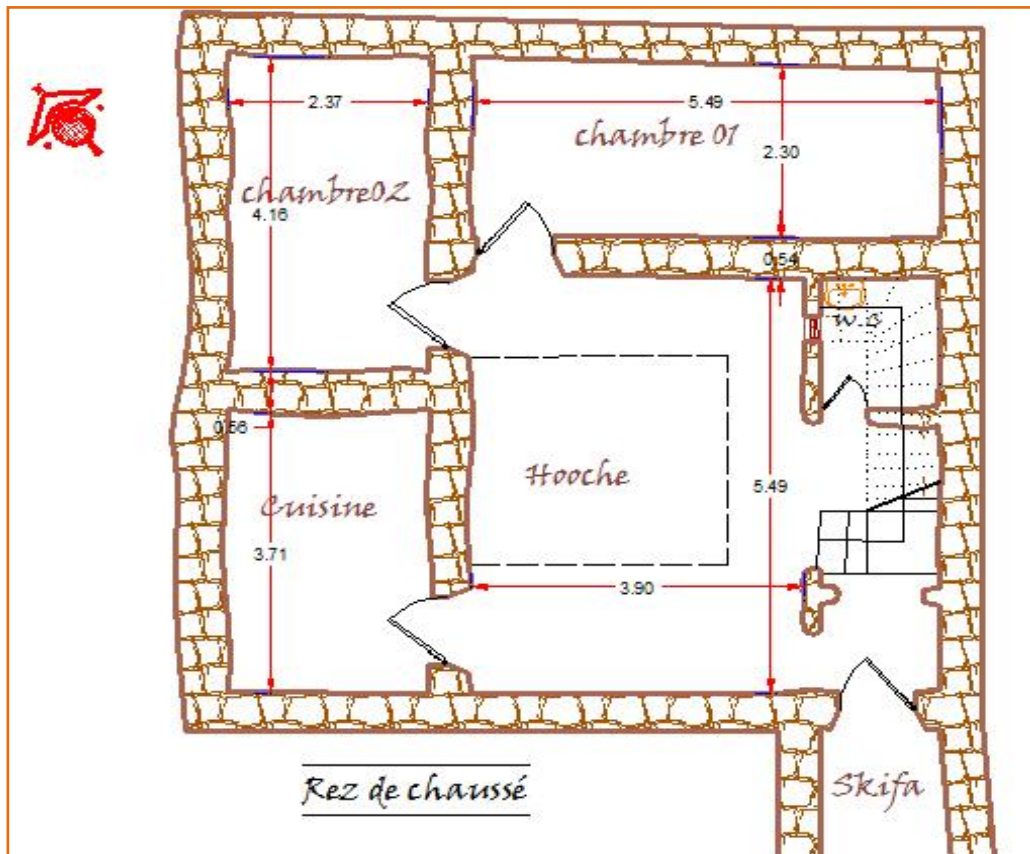 2.37
5.49
chambre 01
2.30
chambre02
4.16
0.54
W.C
Hooche
0.56
Cuisine
5.49
3.71
3.90
Rez de chaussé
Skifa